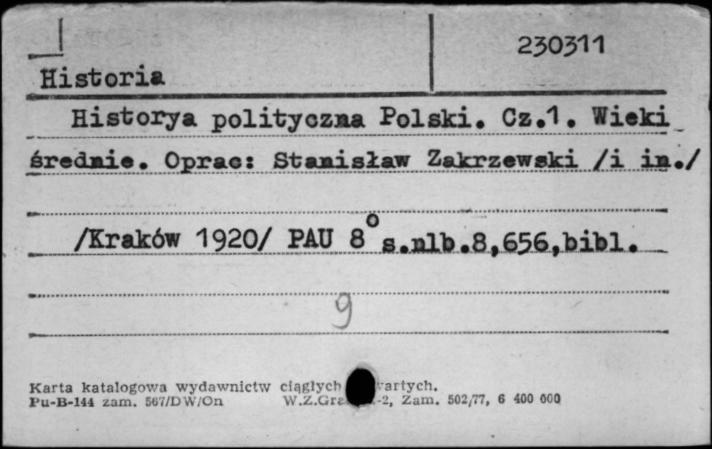 230311
Historia
Historya polityczna Polski. Cz.1. Wieki
średnie. Oprac: Stanisław Zakrzewski /i in./
/Kraków 1920/ PAU 8° s.nlb.8,656,bibl.
9
Karta katalogowa wydawnictw ciągłych wartych.
Pu-B-144 zam. 567/DW/On W.Z.Gra -2, Zam. 502/77, 6 400 000